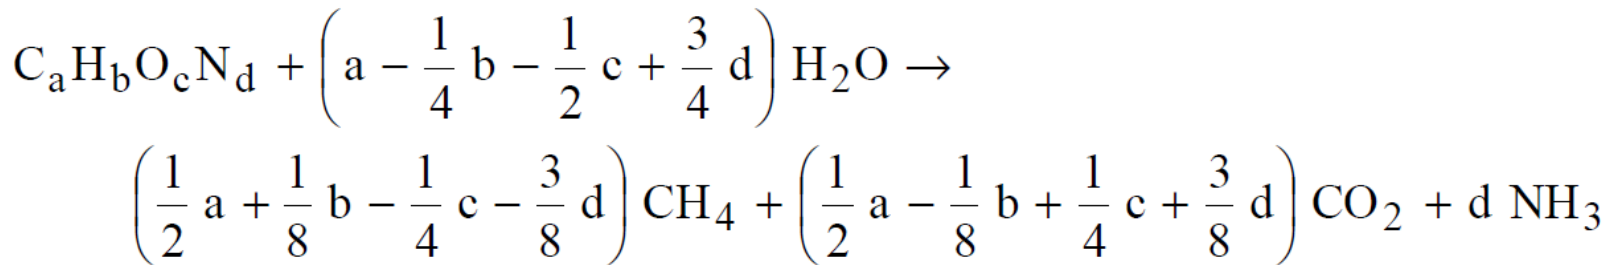 CₐH_bO_cN_d + (a − 1/4 b − 1/2 c + 3/4 d) H₂O →
(1/2 a + 1/8 b − 1/4 c − 3/8 d) CH₄ + (1/2 a − 1/8 b + 1/4 c + 3/8 d) CO₂ + d NH₃